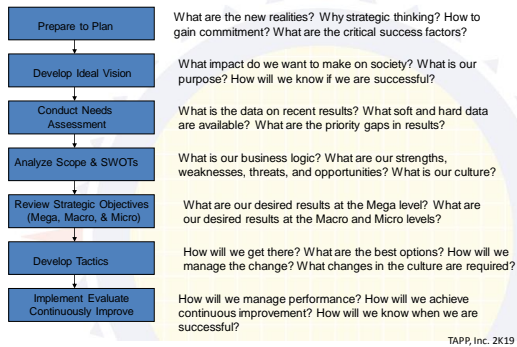 Prepare to Plan
What are the new realities? Why strategic thinking? How to
gain commitment? What are the critical success factors?
Develop Ideal Vision
What impact do we want to make on society? What is our
purpose? How will we know if we are successful?
Conduct Needs
Assessment
What is the data on recent results? What soft and hard data
are available? What are the priority gaps in results?
Analyze Scope & SWOTs
What is our business logic? What are our strengths,
weaknesses, threats, and opportunities? What is our culture?
Review Strategic Objectives
(Mega, Macro, & Micro)
What are our desired results at the Mega level? What are
our desired results at the Macro and Micro levels?
Develop Tactics
How will we get there? What are the best options? How will we
manage the change? What changes in the culture are required?
Implement Evaluate
Continuously Improve
How will we manage performance? How will we achieve
continuous improvement? How will we know when we are
successful?
TAPP, Inc. 2K19